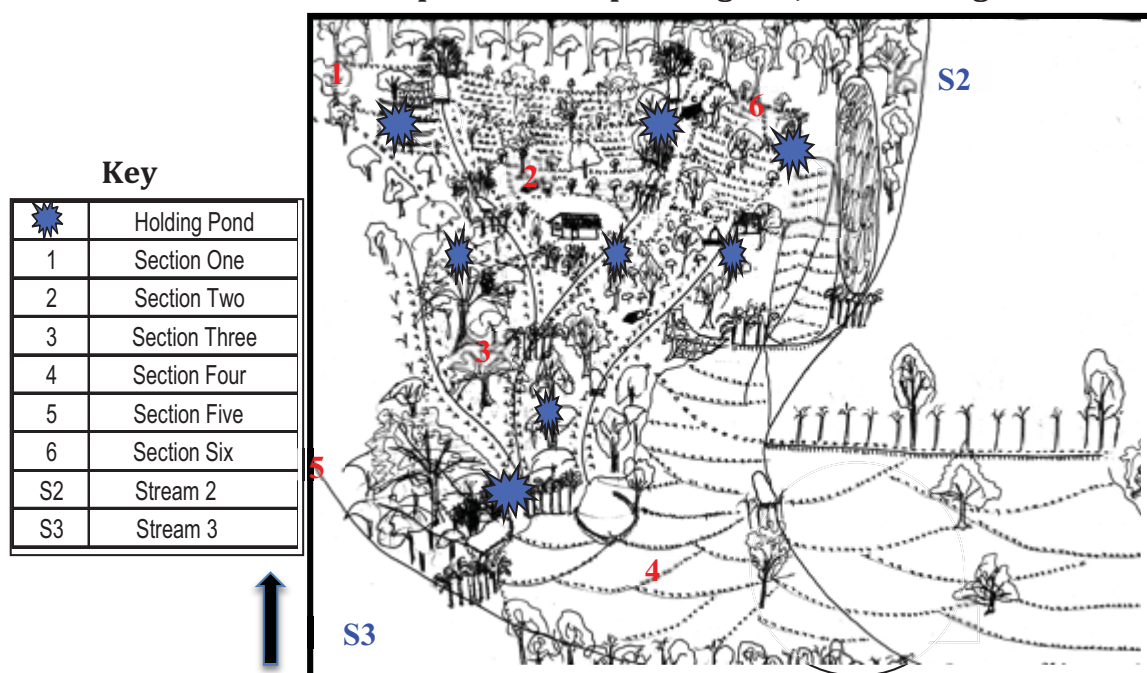 S2
1
6
2
Key
Holding Pond
1 Section One
2 Section Two
3 Section Three
4 Section Four
5 Section Five
6 Section Six
S2 Stream 2
S3 Stream 3
3
5
4
S3